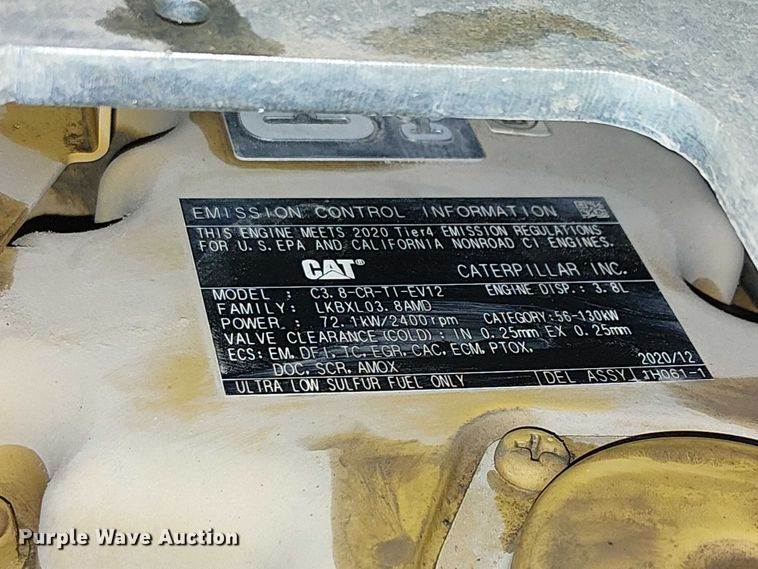 EMISSION CONTROL INFORMATION
THIS ENGINE MEETS 2020 Tier4 EMISSION REGULATIONS
FOR U.S.EPA AND CALIFORNIA NONROAD CI ENGINES.
CAT® CATERPILLAR INC.
MODEL : C3.8-CR-TI-EV12 ENGINE DISP.: 3.8L
FAMILY: LKBXL03.8AMD
POWER : 72.1kW/2400rpm CATEGORY:56-130kW
VALVE CLEARANCE(COLD): IN 0.25mm EX 0.25mm
ECS: EM, DFI, TC, EGR, CAC, ECM, PTOX,
DOC, SCR, AMOX 2020/12
ULTRA LOW SULFUR FUEL ONLY DEL ASSY 1H061-1
Purple Wave Auction